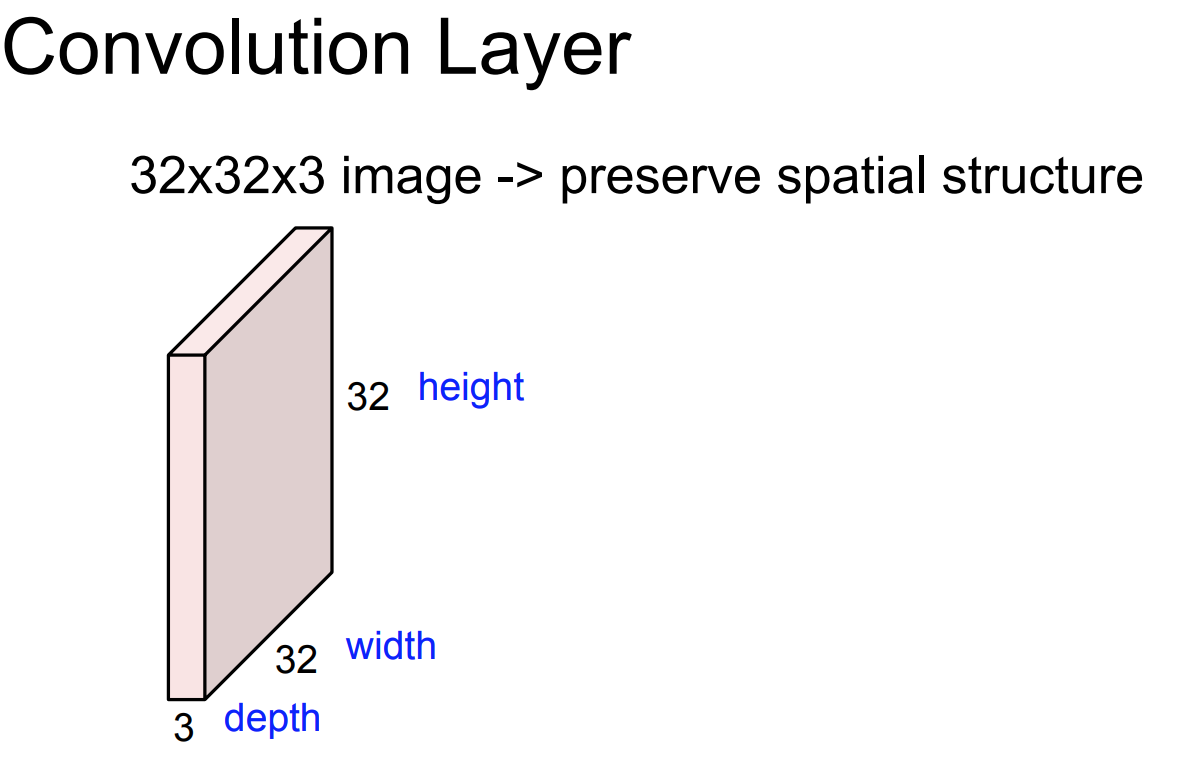 Convolution Layer
32x32x3 image -> preserve spatial structure
32 height
32 width
3 depth